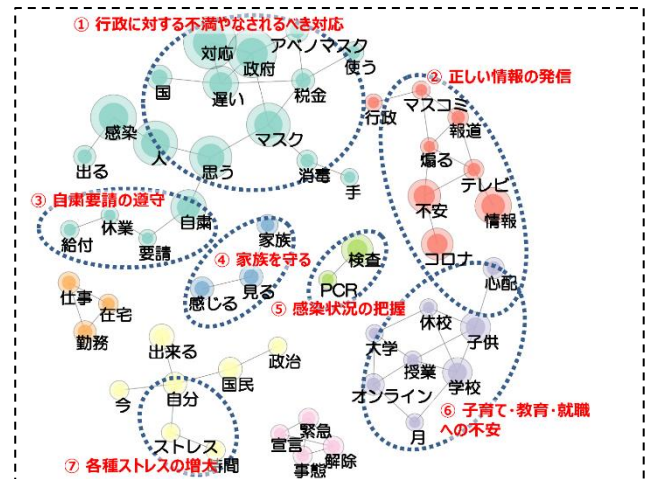 ① 行政に対する不満やなされるべき対応
対応
アベノマスク
政府
使う
国
遅い
税金
② 正しい情報の発信
マスコミ
行政
報道
感染
マスク
人
思う
煽る
出る
消毒
手
テレビ
③ 自粛要請の遵守
不安
情報
自粛
休業
給付
要請
家族
④ 家族を守る
検査
コロナ
見る
感じる
PCR
心配
⑤ 感染状況の把握
仕事
在宅
勤務
休校
子供
大学
出来る
政治
授業
国民
学校
今
自分
オンライン
月
⑥ 子育て・教育・就職
への不安
緊急
ストレス
宣言
解除
事態
⑦ 各種ストレスの増大